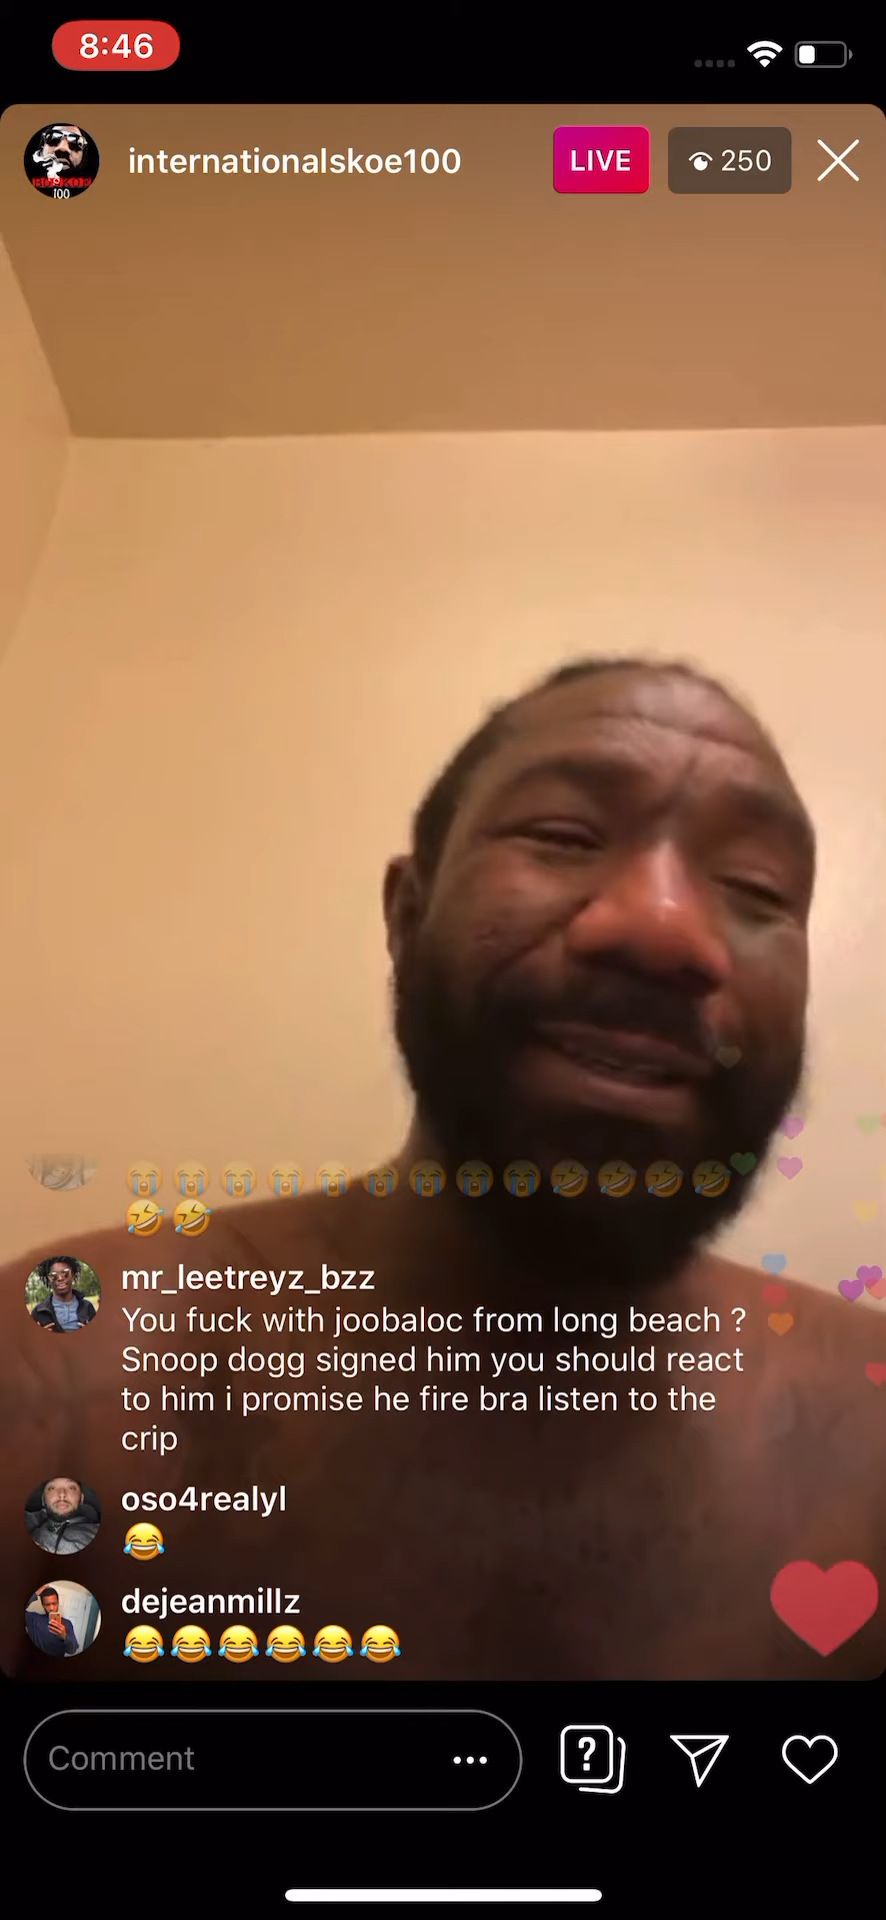 8:46
internationalskoe100
LIVE
250
100
😭😭😭😭😭😭😭😭😭🤣🤣🤣🤣
🤣🤣
mr_leetreyz_bzz
You fuck with joobaloc from long beach ?
Snoop dogg signed him you should react
to him i promise he fire bra listen to the
crip
oso4realyl
😂
dejeanmillz
😂😂😂😂😂😂
Comment